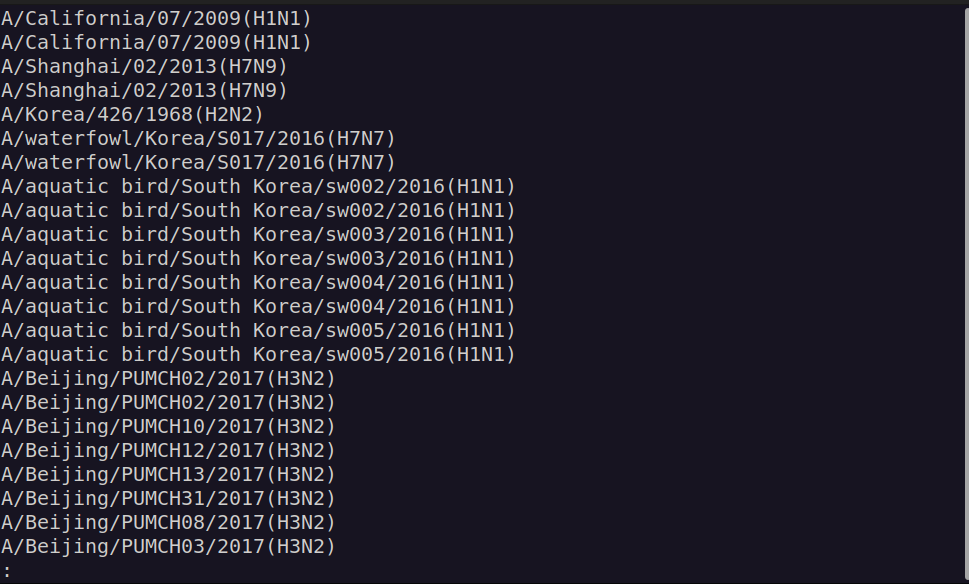 A/California/07/2009(H1N1)
A/California/07/2009(H1N1)
A/Shanghai/02/2013(H7N9)
A/Shanghai/02/2013(H7N9)
A/Korea/426/1968(H2N2)
A/waterfowl/Korea/S017/2016(H7N7)
A/waterfowl/Korea/S017/2016(H7N7)
A/aquatic bird/South Korea/sw002/2016(H1N1)
A/aquatic bird/South Korea/sw002/2016(H1N1)
A/aquatic bird/South Korea/sw003/2016(H1N1)
A/aquatic bird/South Korea/sw003/2016(H1N1)
A/aquatic bird/South Korea/sw004/2016(H1N1)
A/aquatic bird/South Korea/sw004/2016(H1N1)
A/aquatic bird/South Korea/sw005/2016(H1N1)
A/aquatic bird/South Korea/sw005/2016(H1N1)
A/Beijing/PUMCH02/2017(H3N2)
A/Beijing/PUMCH02/2017(H3N2)
A/Beijing/PUMCH10/2017(H3N2)
A/Beijing/PUMCH12/2017(H3N2)
A/Beijing/PUMCH13/2017(H3N2)
A/Beijing/PUMCH31/2017(H3N2)
A/Beijing/PUMCH08/2017(H3N2)
A/Beijing/PUMCH03/2017(H3N2)
: